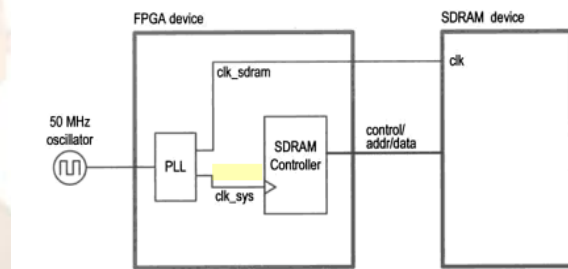 FPGA device
SDRAM device
clk_sdram
clk
50 MHz
oscillator
PLL
SDRAM
Controller
control/
addr/data
clk_sys